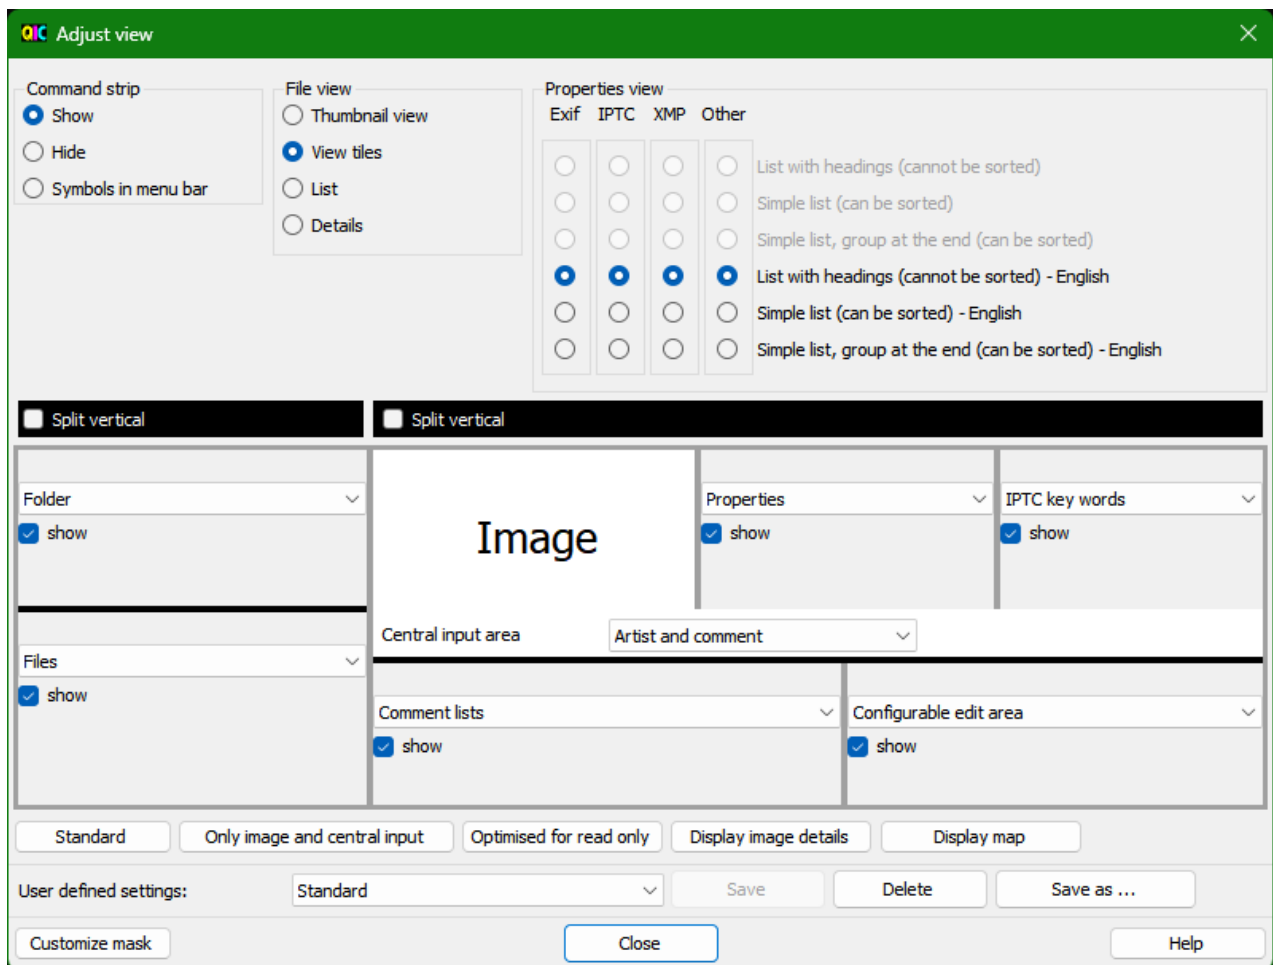 QIC Adjust view
Command strip
Show
Hide
Symbols in menu bar
File view
Thumbnail view
View tiles
List
Details
Properties view
Exif IPTC XMP Other
List with headings (cannot be sorted)
Simple list (can be sorted)
Simple list, group at the end (can be sorted)
List with headings (cannot be sorted) - English
Simple list (can be sorted) - English
Simple list, group at the end (can be sorted) - English
Split vertical
Split vertical
Folder
show
Files
show
Image
Properties
show
IPTC key words
show
Central input area Artist and comment
Comment lists
show
Configurable edit area
show
Standard Only image and central input Optimised for read only Display image details Display map
User defined settings: Standard Save Delete Save as ...
Customize mask Close Help